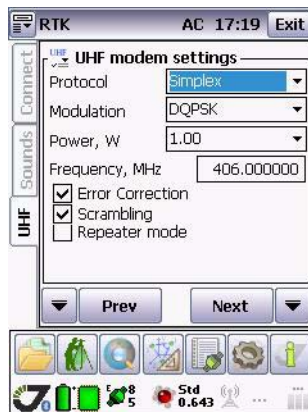 RTK AC 17:19 Exit
Connect
Sounds
UHF
UHF UHF modem settings
Protocol Simplex
Modulation DQPSK
Power, W 1.00
Frequency, MHz 406.000000
Error Correction
Scrambling
Repeater mode
Prev Next
8
5
Std
0.643 ...